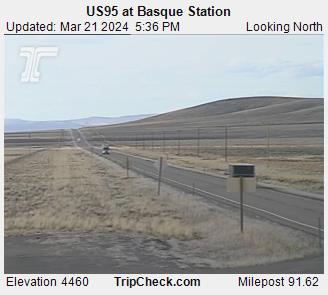 US95 at Basque Station
Updated: Mar 21 2024 5:36 PM Looking North
Elevation 4460 TripCheck.com Milepost 91.62